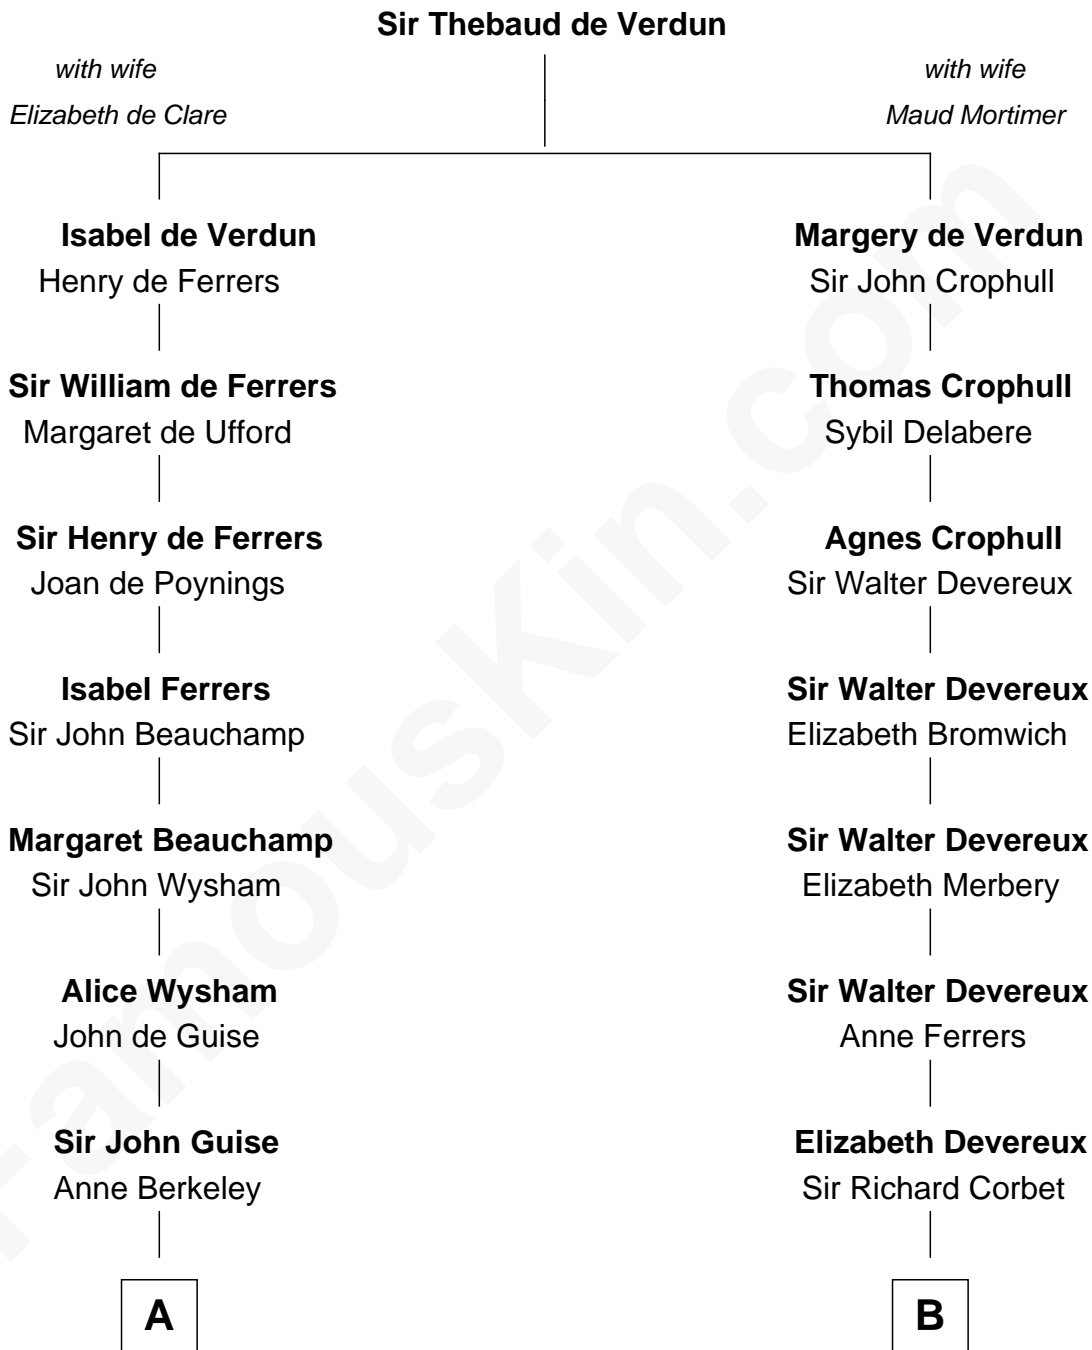 Sir Thebaud de Verdun
with wife
Elizabeth de Clare
with wife
Maud Mortimer
Isabel de Verdun
Henry de Ferrers
Margery de Verdun
Sir John Crophull
Sir William de Ferrers
Margaret de Ufford
Thomas Crophull
Sybil Delabere
Sir Henry de Ferrers
Joan de Poynings
Agnes Crophull
Sir Walter Devereux
Isabel Ferrers
Sir John Beauchamp
Sir Walter Devereux
Elizabeth Bromwich
Margaret Beauchamp
Sir John Wysham
Sir Walter Devereux
Elizabeth Merbery
Alice Wysham
John de Guise
Sir Walter Devereux
Anne Ferrers
Sir John Guise
Anne Berkeley
Elizabeth Devereux
Sir Richard Corbet
A
B
FamousKin.com